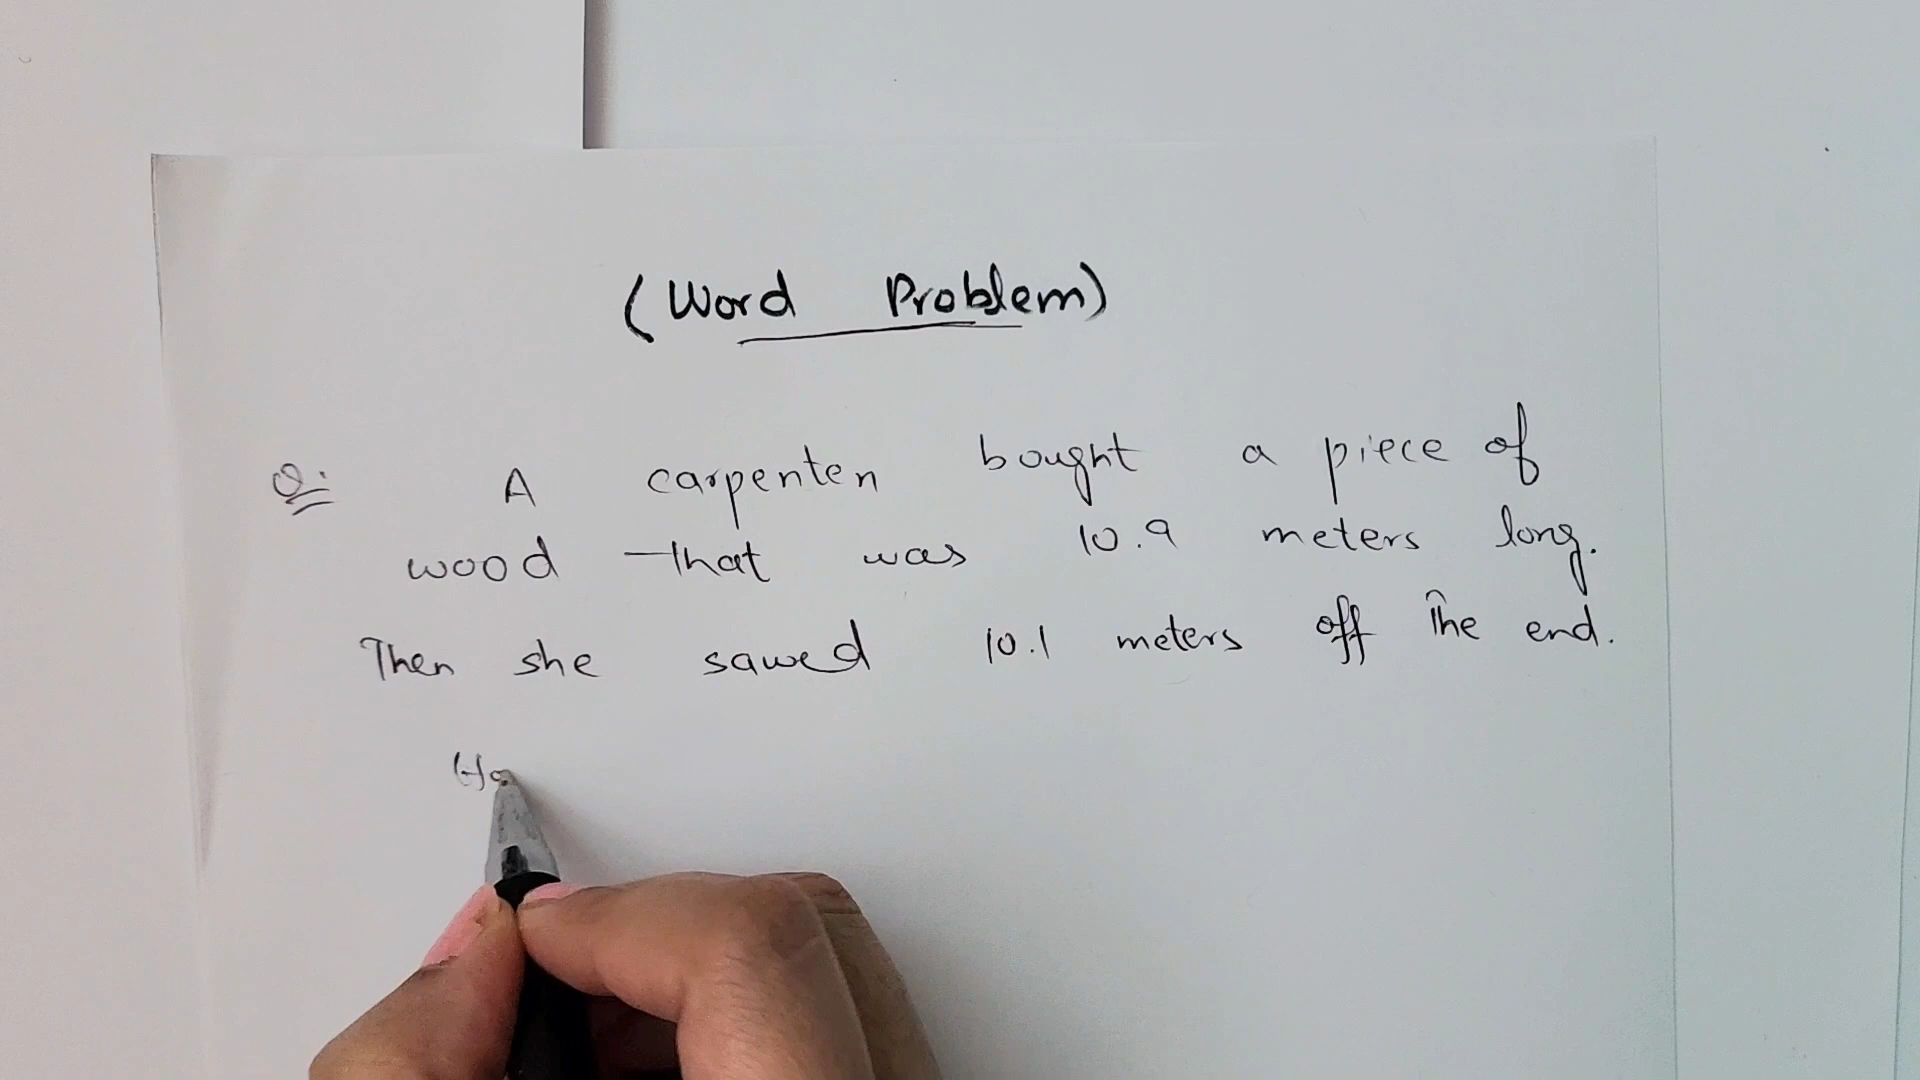 (Word Problem)
Q: A carpenten bought a piece of
wood that was 10.9 meters long.
Then she sawed 10.1 meters off the end.
Ho